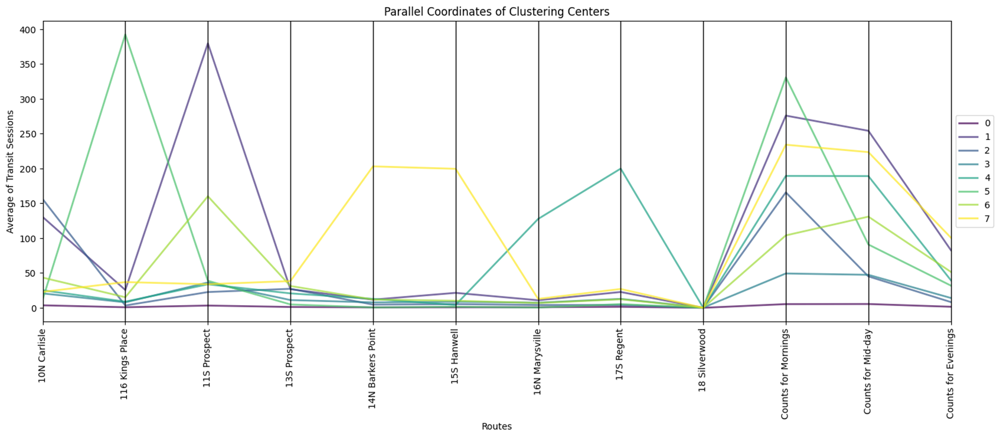 Parallel Coordinates of Clustering Centers
Average of Transit Sessions
400
350
300
250
200
150
100
50
0
10N Carlisle
116 Kings Place
11S Prospect
13S Prospect
14N Barkers Point
15S Hanwell
16N Marysville
17S Regent
18 Silverwood
Counts for Mornings
Counts for Mid-day
Counts for Evenings
Routes
0
1
2
3
4
5
6
7